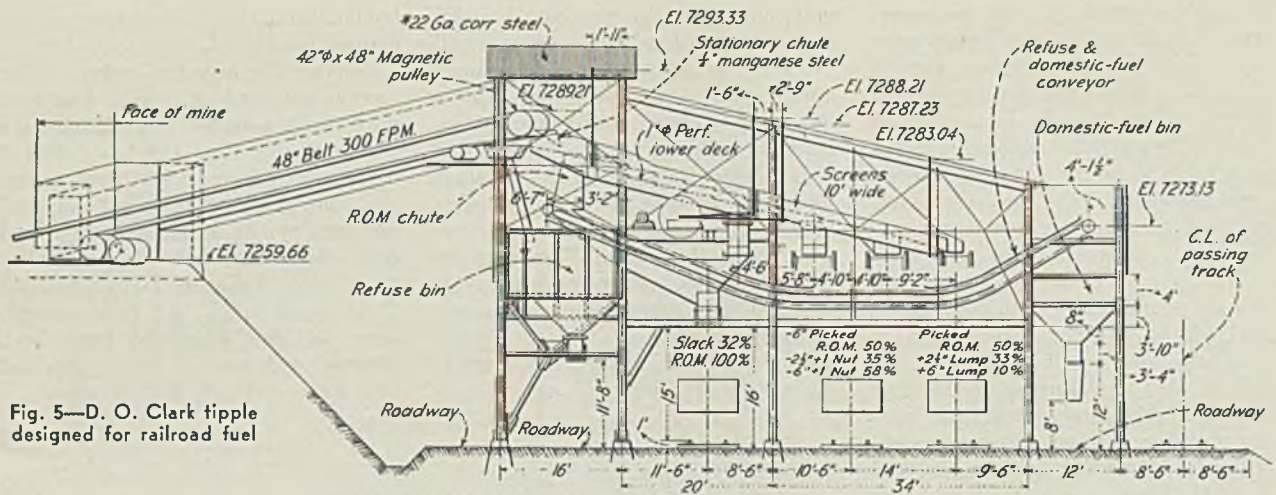 #22 Ga. corr steel
1'-11"
El. 7293.33
42"Φx48" Magnetic
pulley
Stationary chute
manganese steel
El. 7289.21
1'-6"
2'-9"
El. 7288.21
El. 7287.23
El. 7283.04
Refuse &
domestic-fuel
conveyor
Domestic-fuel bin
4'-1½"
El. 7273.13
C.L. of
passing
track
Face of mine
48" Belt 300 F.P.M.
1"Φ Perf.
lower deck
Screens
10' wide
R.O.M chute
6'-7"
3'-2"
El. 7259.66
Refuse bin
4'-6"
5'-8"
4'-10"
4'-10"
9'-2"
4'
8"
3'-10"
3'-4"
Slack 32%
R.O.M. 100%
-6" Picked
R.O.M. 50%
-2½"+1 Nut 35%
-6"+1 Nut 58%
Picked
R.O.M. 50%
+2½" Lump 33%
+6" Lump 10%
11'-8"
15'
16'
1"
8'
12'
Fig. 5—D. O. Clark tipple
designed for railroad fuel
Roadway
Roadway
Roadway
16'
11'-6"
8'-6"
10'-6"
14'
9'-6"
12'
8'-6"
8'-6"
20'
34'